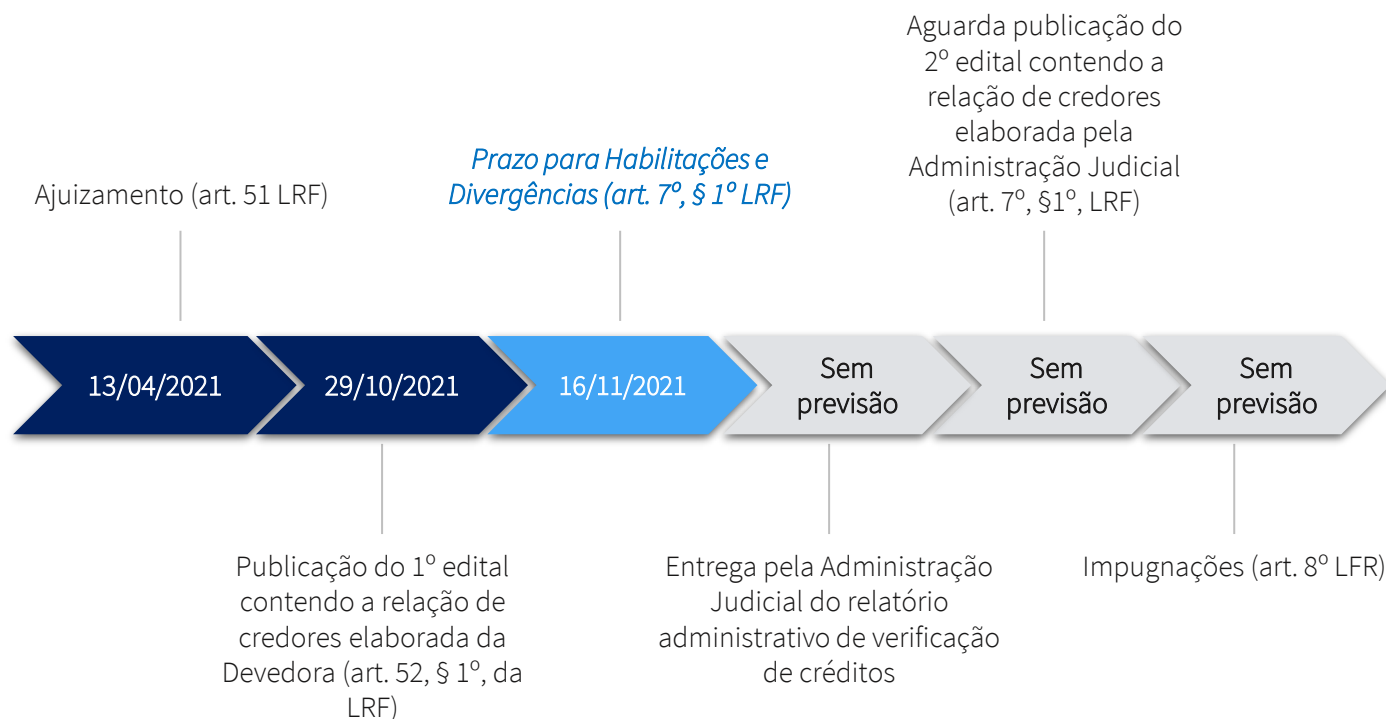 Aguarda publicação do
2º edital contendo a
relação de credores
elaborada pela
Administração Judicial
(art. 7º, §1º, LRF)
Prazo para Habilitações e
Divergências (art. 7º, § 1º LRF)
Ajuizamento (art. 51 LRF)
13/04/2021
29/10/2021
16/11/2021
Sem
previsão
Sem
previsão
Sem
previsão
Publicação do 1º edital
contendo a relação de
credores elaborada da
Devedora (art. 52, § 1º, da
LRF)
Entrega pela Administração
Judicial do relatório
administrativo de verificação
de créditos
Impugnações (art. 8º LFR)